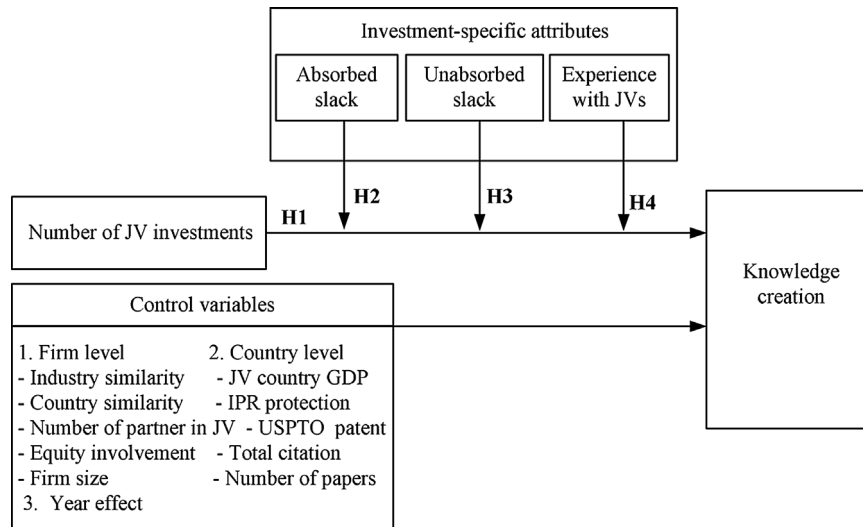 Investment-specific attributes
Absorbed
slack
Unabsorbed
slack
Experience
with JVs
H1
H2
H3
H4
Number of JV investments
Knowledge
creation
Control variables
1. Firm level 2. Country level
- Industry similarity - JV country GDP
- Country similarity - IPR protection
- Number of partner in JV - USPTO patent
- Equity involvement - Total citation
- Firm size - Number of papers
3. Year effect